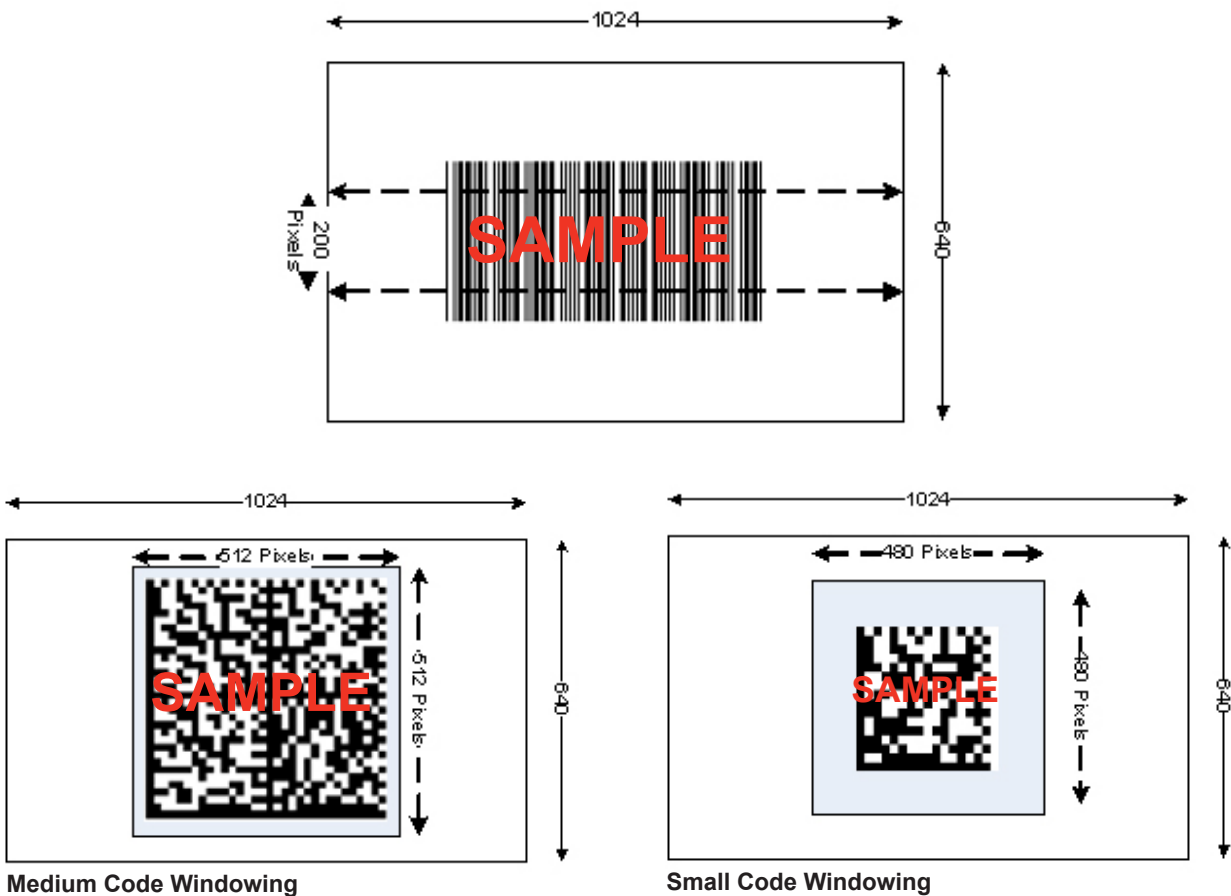 1024
SAMPLE
200
Pixels
640
1024
512 Pixels
SAMPLE
512 Pixels
640
Medium Code Windowing
1024
480 Pixels
SAMPLE
480 Pixels
640
Small Code Windowing